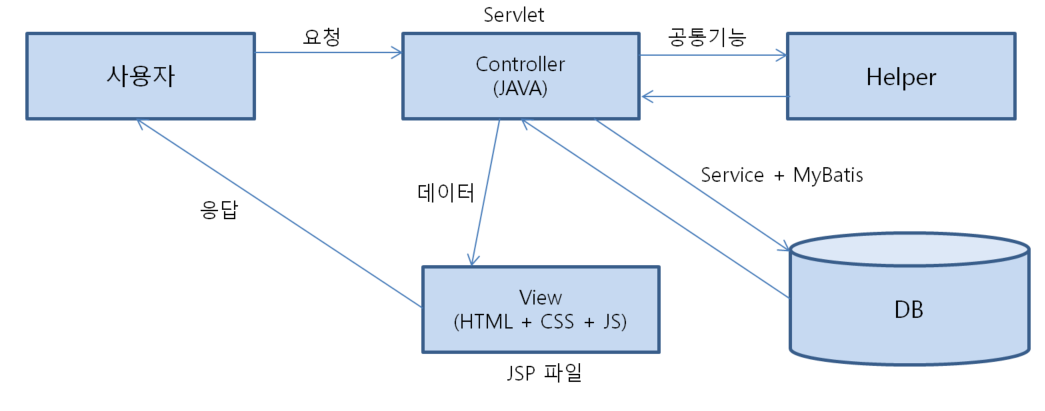 Servlet
요청
공통기능
사용자
Controller
(JAVA)
Helper
Service + MyBatis
데이터
응답
View
(HTML + CSS + JS)
DB
JSP 파일